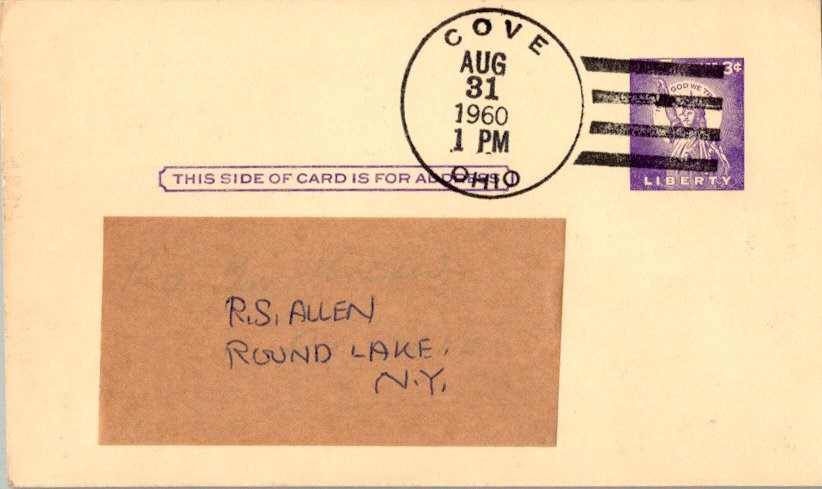 COVE
AUG
31
1960
1 PM
OHIO
3¢
GOD WE
LIBERTY
THIS SIDE OF CARD IS FOR ADDRESS
R.S. ALLEN
ROUND LAKE,
N.Y.